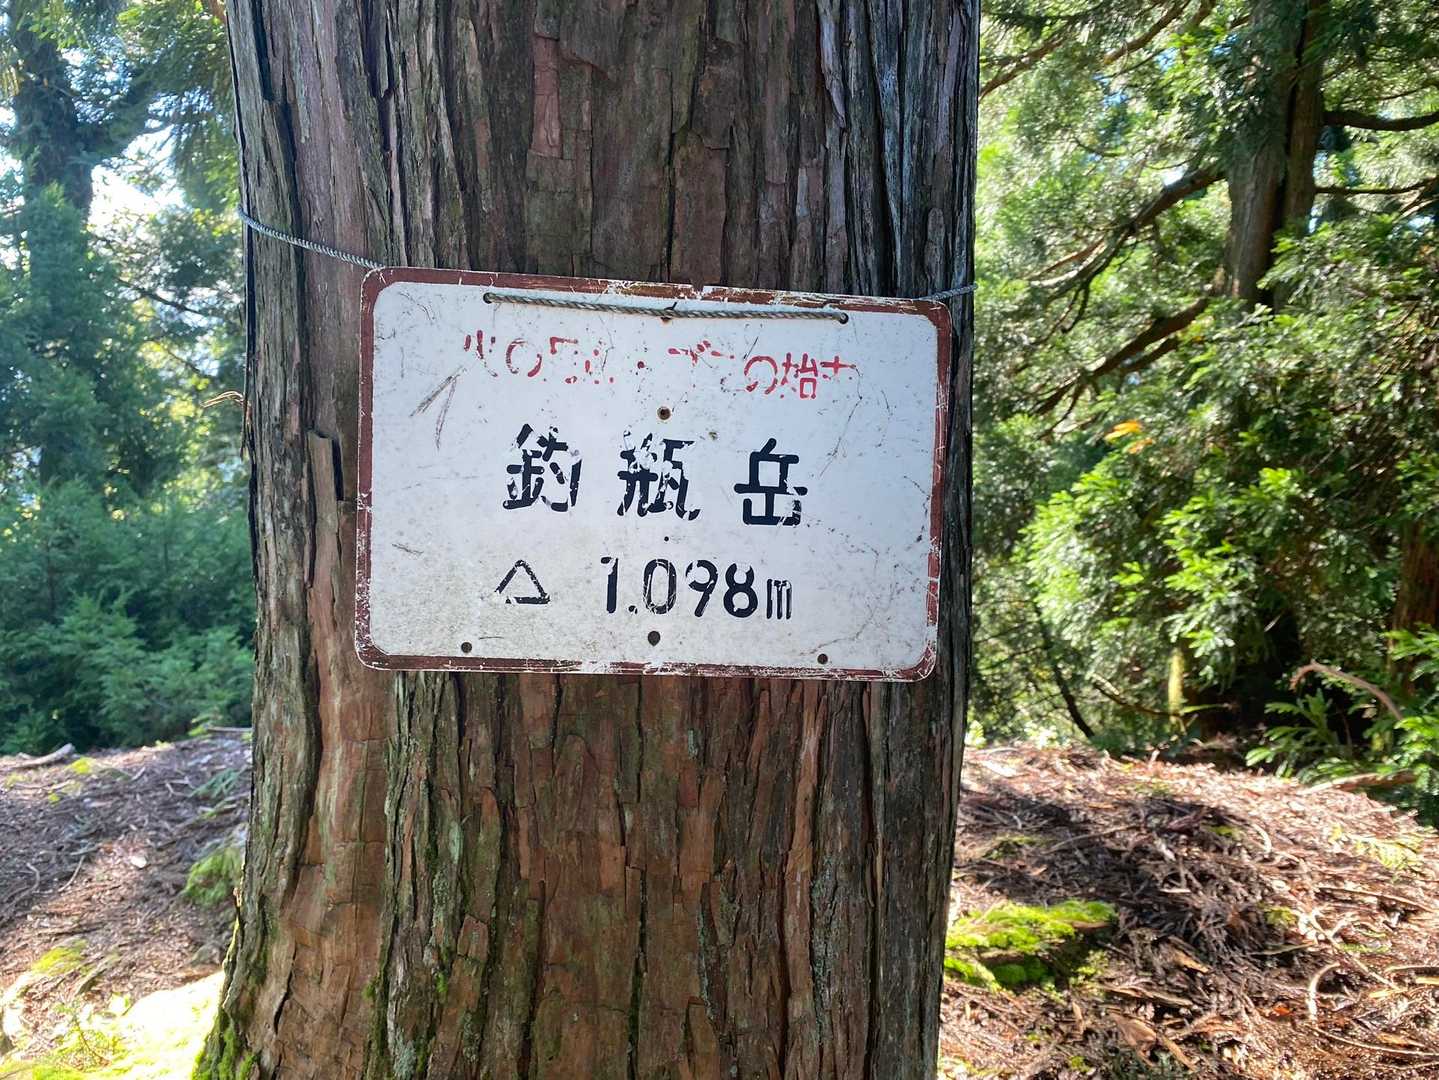 火の の始末
釣瓶岳
△ 1.098m